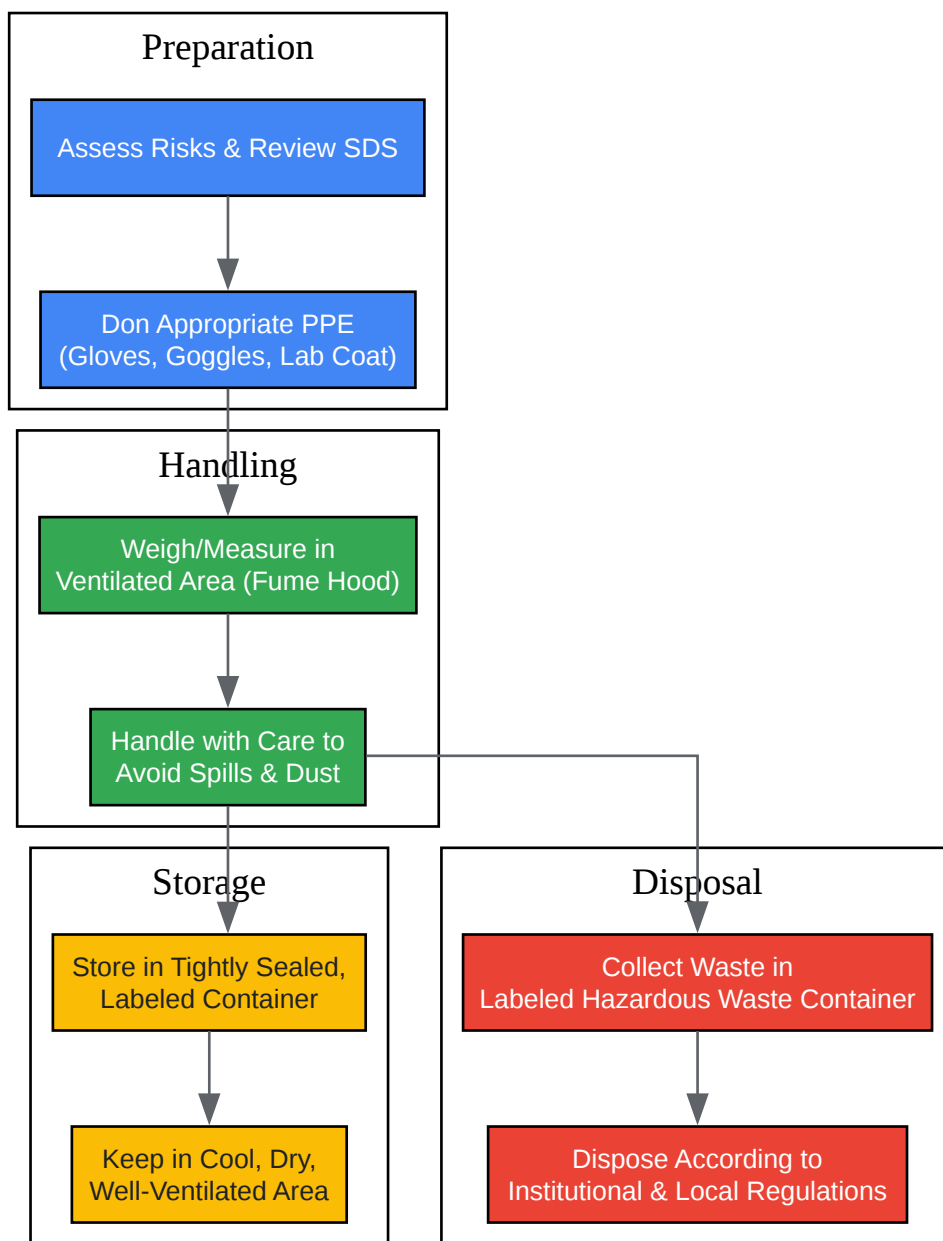 Preparation
Assess Risks & Review SDS
Don Appropriate PPE
(Gloves, Goggles, Lab Coat)
Handling
Weigh/Measure in
Ventilated Area (Fume Hood)
Handle with Care to
Avoid Spills & Dust
Storage
Store in Tightly Sealed,
Labeled Container
Keep in Cool, Dry,
Well-Ventilated Area
Disposal
Collect Waste in
Labeled Hazardous Waste Container
Dispose According to
Institutional & Local Regulations